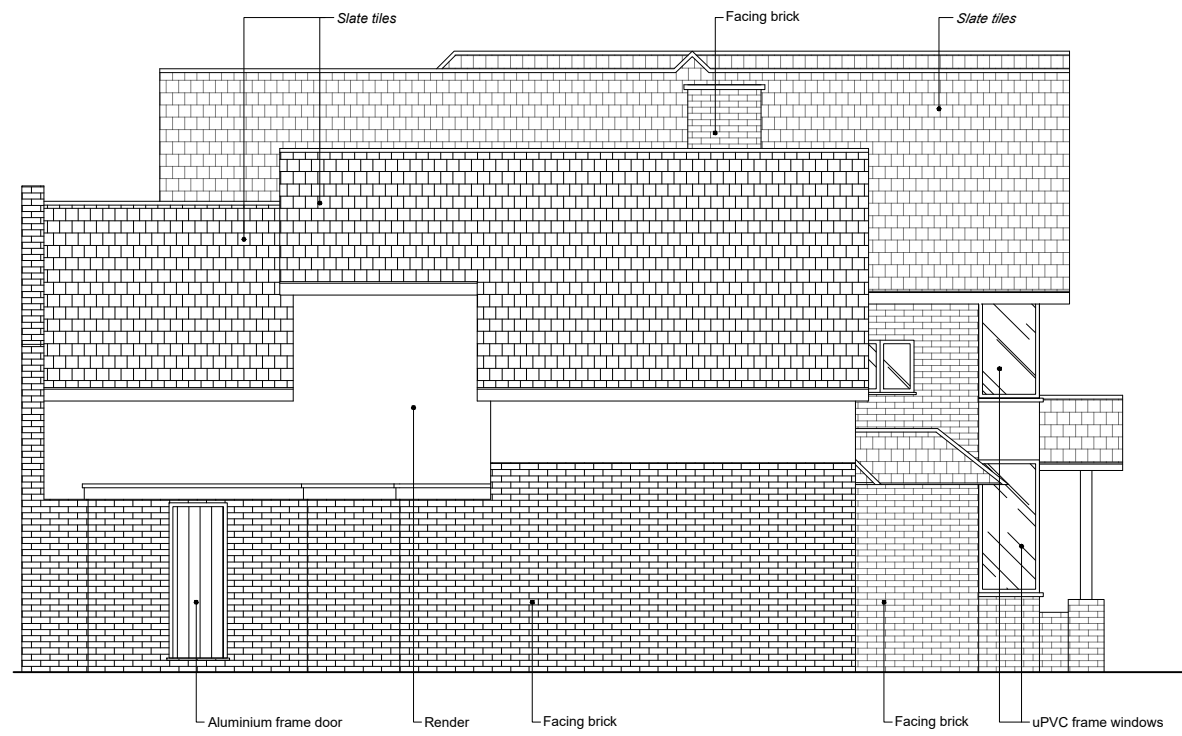 Slate tiles
Facing brick
Slate tiles
Aluminium frame door
Render
Facing brick
Facing brick
uPVC frame windows